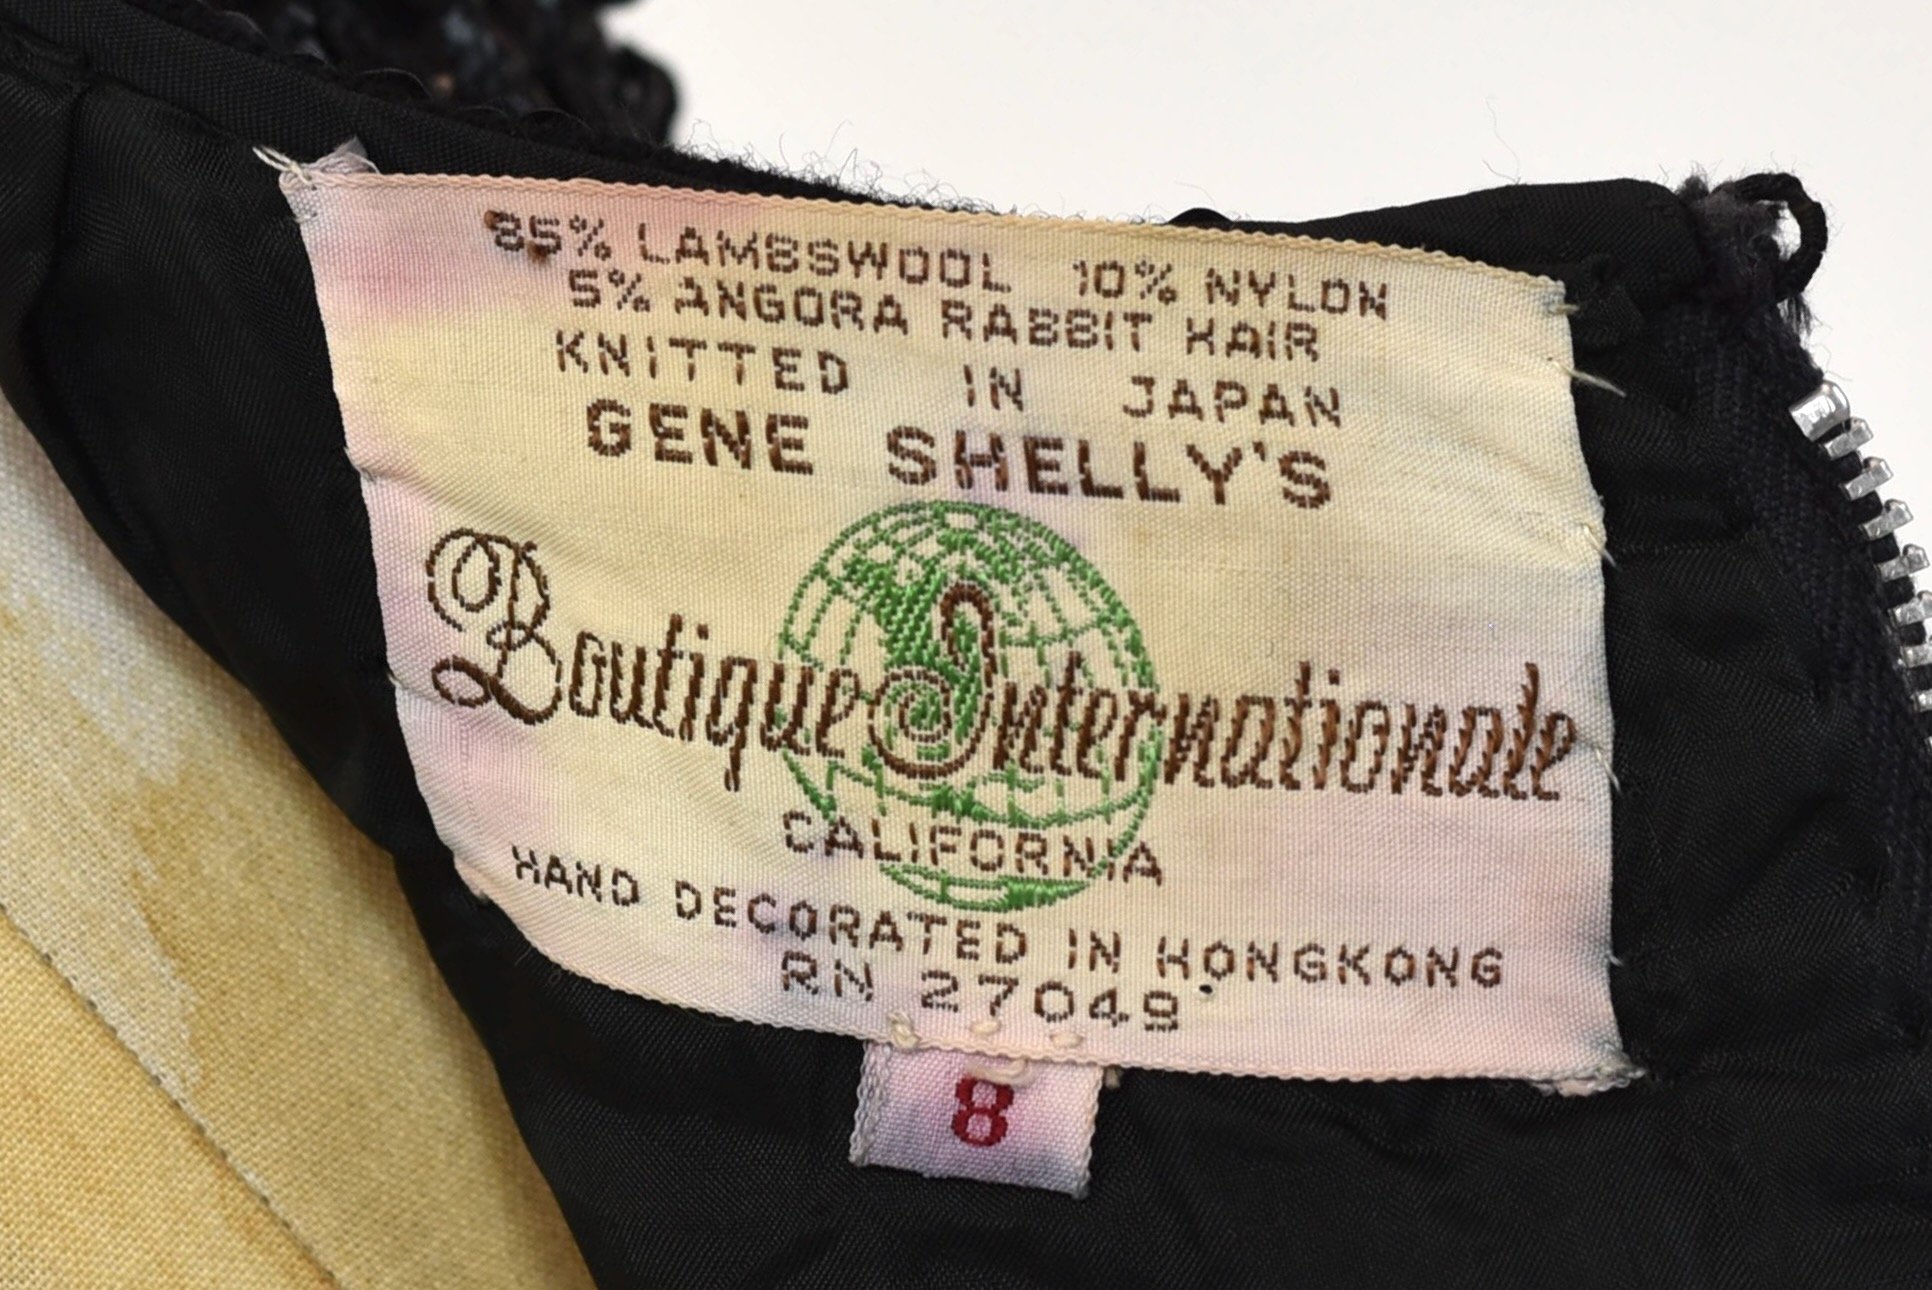 85% LAMBSWOOL 10% NYLON
5% ANGORA RABBIT HAIR
KNITTED IN JAPAN
GENE SHELLY'S
Boutique Internationale
CALIFORNIA
HAND DECORATED IN HONGKONG
RN 27049
8